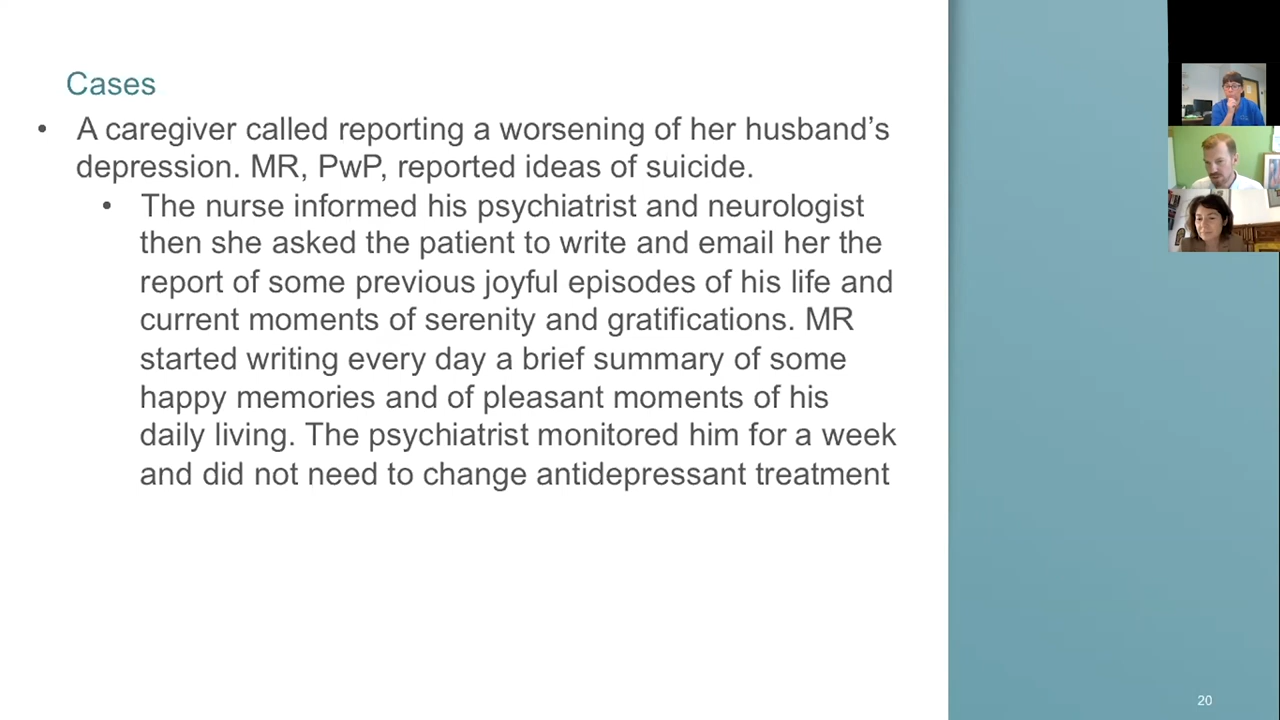 Cases
• A caregiver called reporting a worsening of her husband’s
depression. MR, PwP, reported ideas of suicide.
• The nurse informed his psychiatrist and neurologist
then she asked the patient to write and email her the
report of some previous joyful episodes of his life and
current moments of serenity and gratifications. MR
started writing every day a brief summary of some
happy memories and of pleasant moments of his
daily living. The psychiatrist monitored him for a week
and did not need to change antidepressant treatment
20